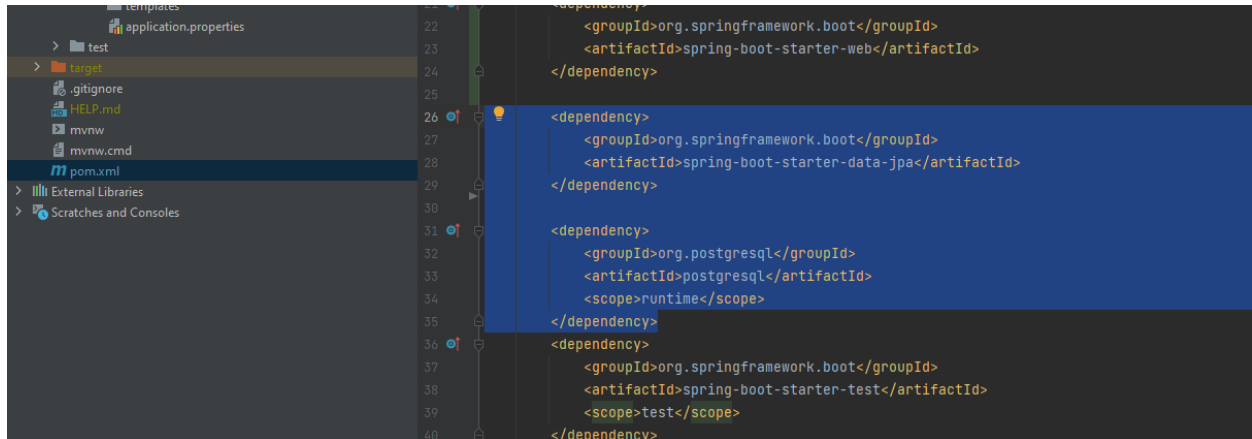 templates
application.properties
test
target
.gitignore
HELP.md
mvnw
mvnw.cmd
pom.xml
External Libraries
Scratches and Consoles
21 <dependency>
22 <groupId>org.springframework.boot</groupId>
23 <artifactId>spring-boot-starter-web</artifactId>
24 </dependency>
25
26 <dependency>
27 <groupId>org.springframework.boot</groupId>
28 <artifactId>spring-boot-starter-data-jpa</artifactId>
29 </dependency>
30
31 <dependency>
32 <groupId>org.postgresql</groupId>
33 <artifactId>postgresql</artifactId>
34 <scope>runtime</scope>
35 </dependency>
36 <dependency>
37 <groupId>org.springframework.boot</groupId>
38 <artifactId>spring-boot-starter-test</artifactId>
39 <scope>test</scope>
40 </dependency>